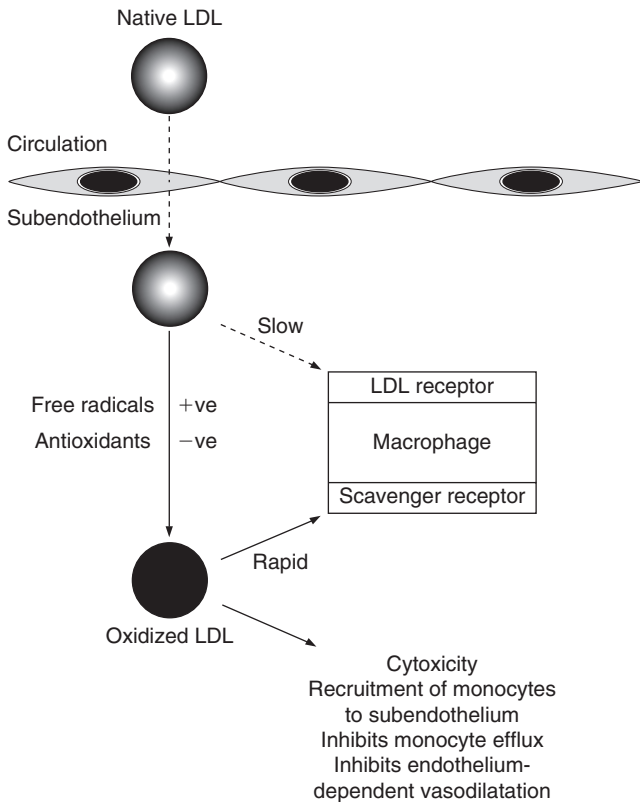 Native LDL
Circulation
Subendothelium
Slow
LDL receptor
Free radicals +ve
Macrophage
Antioxidants −ve
Scavenger receptor
Rapid
Oxidized LDL
Cytoxicity
Recruitment of monocytes
to subendothelium
Inhibits monocyte efflux
Inhibits endothelium-
dependent vasodilatation